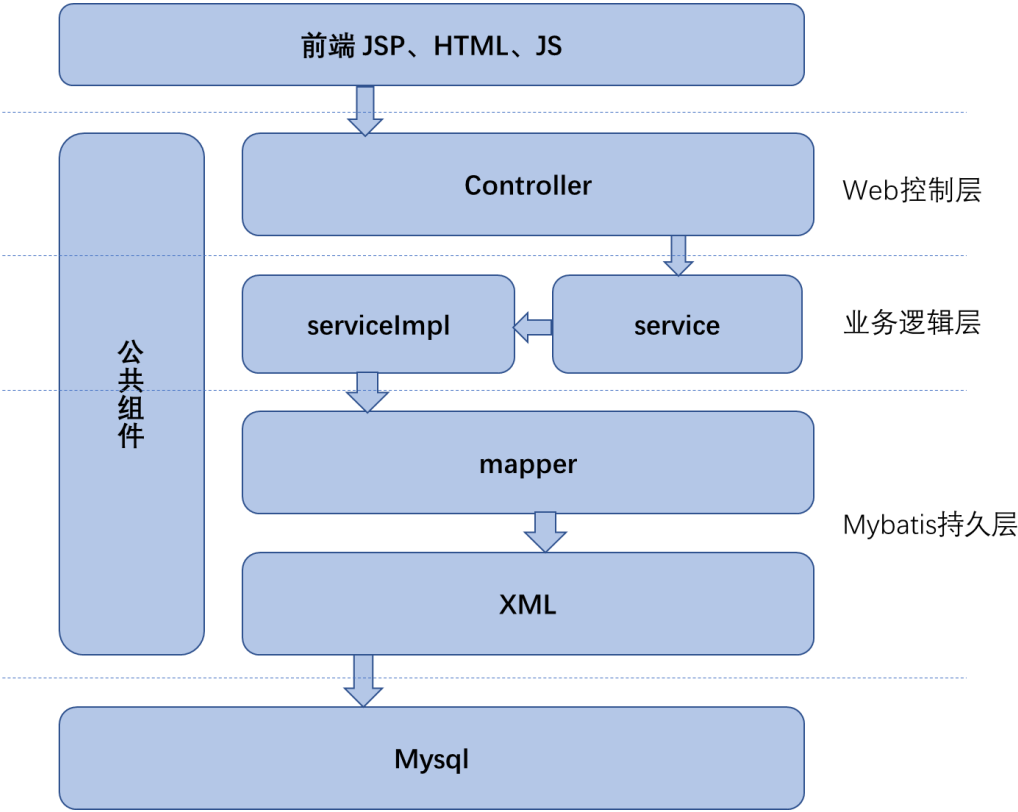 前端 JSP、HTML、JS
Controller
Web控制层
serviceImpl
service
业务逻辑层
公
共
组
件
mapper
Mybatis持久层
XML
Mysql